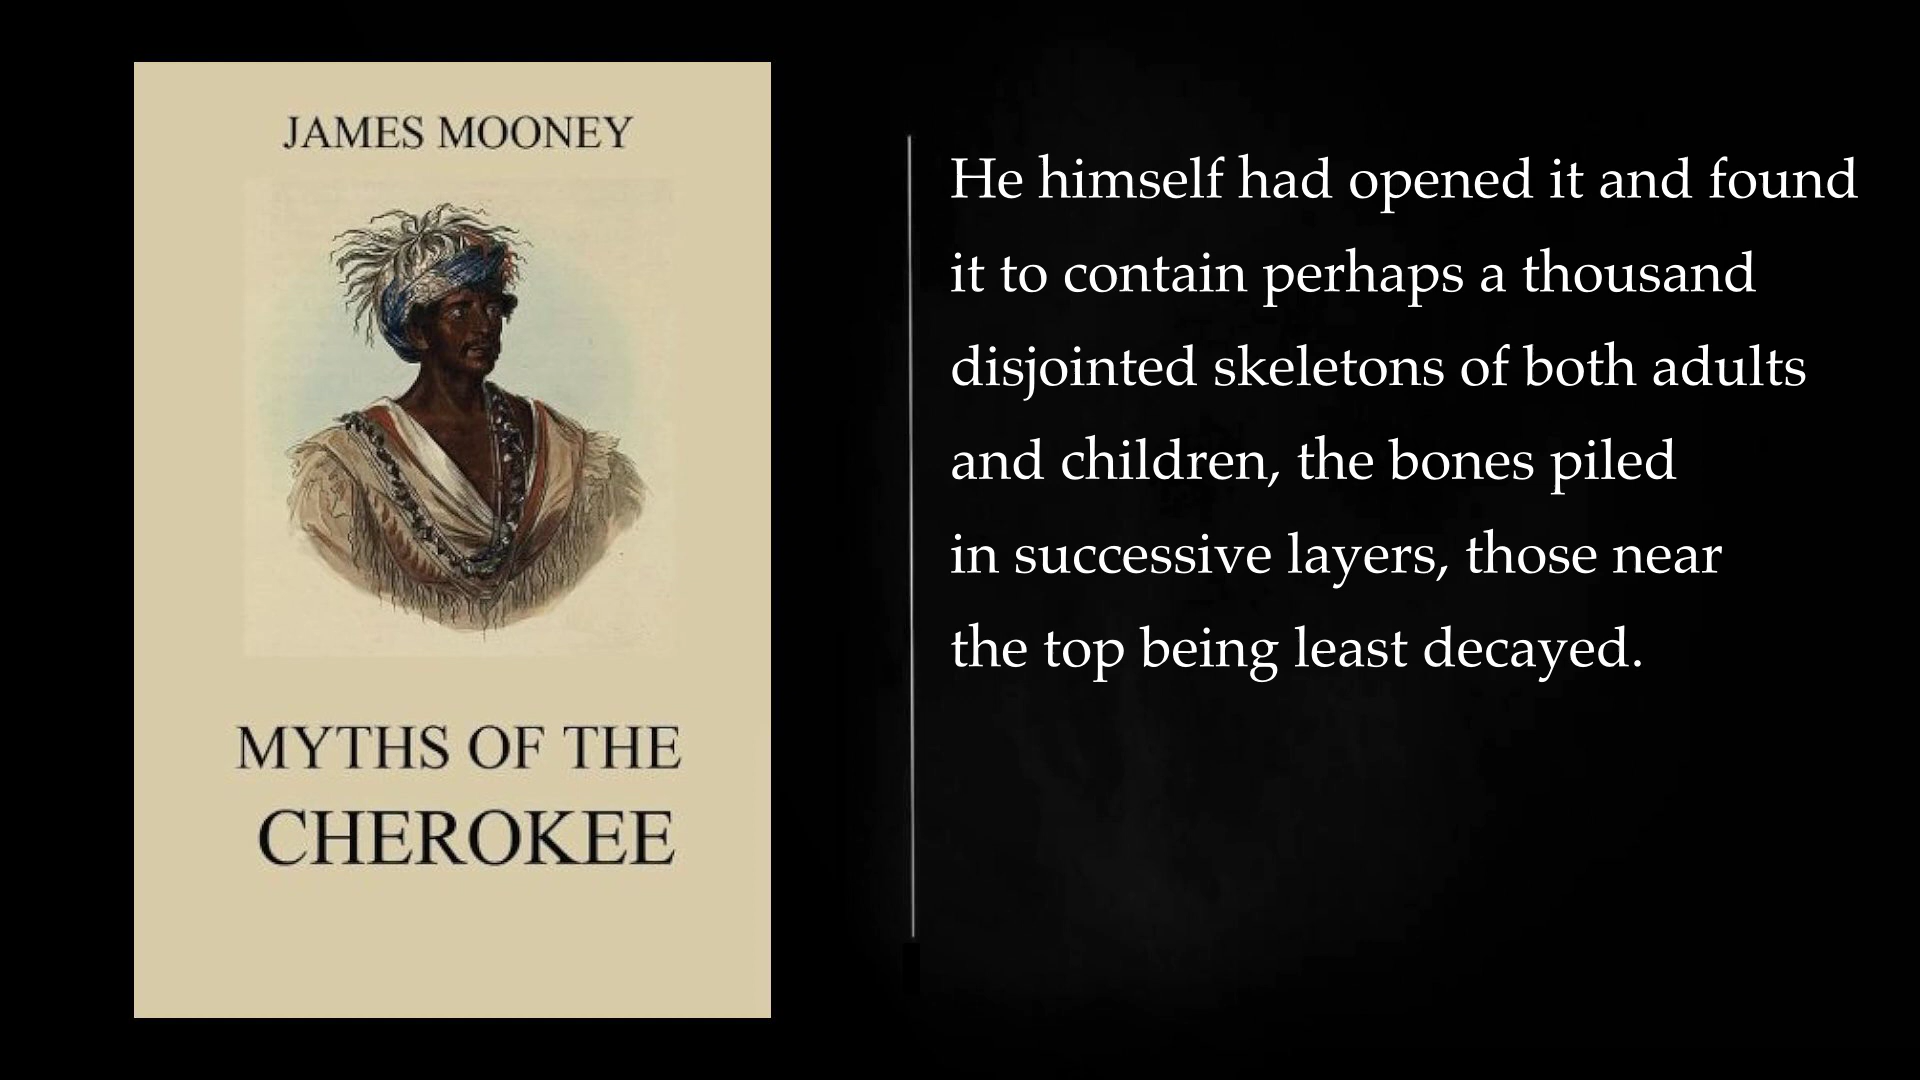 JAMES MOONEY
MYTHS OF THE
CHEROKEE
He himself had opened it and found
it to contain perhaps a thousand
disjointed skeletons of both adults
and children, the bones piled
in successive layers, those near
the top being least decayed.